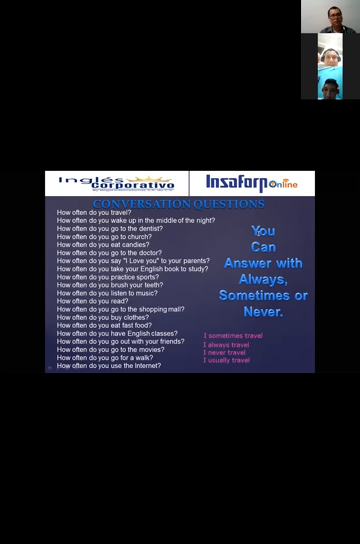 Inglés
Corporativo
Insaforp Online
CONVERSATION QUESTIONS
How often do you travel?
How often do you wake up in the middle of the night?
How often do you go to the dentist?
How often do you go to church?
How often do you eat candies?
How often do you go to the doctor?
How often do you say "I Love you" to your parents?
How often do you take your English book to study?
How often do you practice sports?
How often do you brush your teeth?
How often do you listen to music?
How often do you read?
How often do you go to the shopping mall?
How often do you buy clothes?
How often do you eat fast food?
How often do you have English classes?
How often do you go out with your friends?
How often do you go to the movies?
How often do you go for a walk?
How often do you use the Internet?
You
Can
Answer with
Always,
Sometimes or
Never.
I sometimes travel
I always travel
I never travel
I usually travel